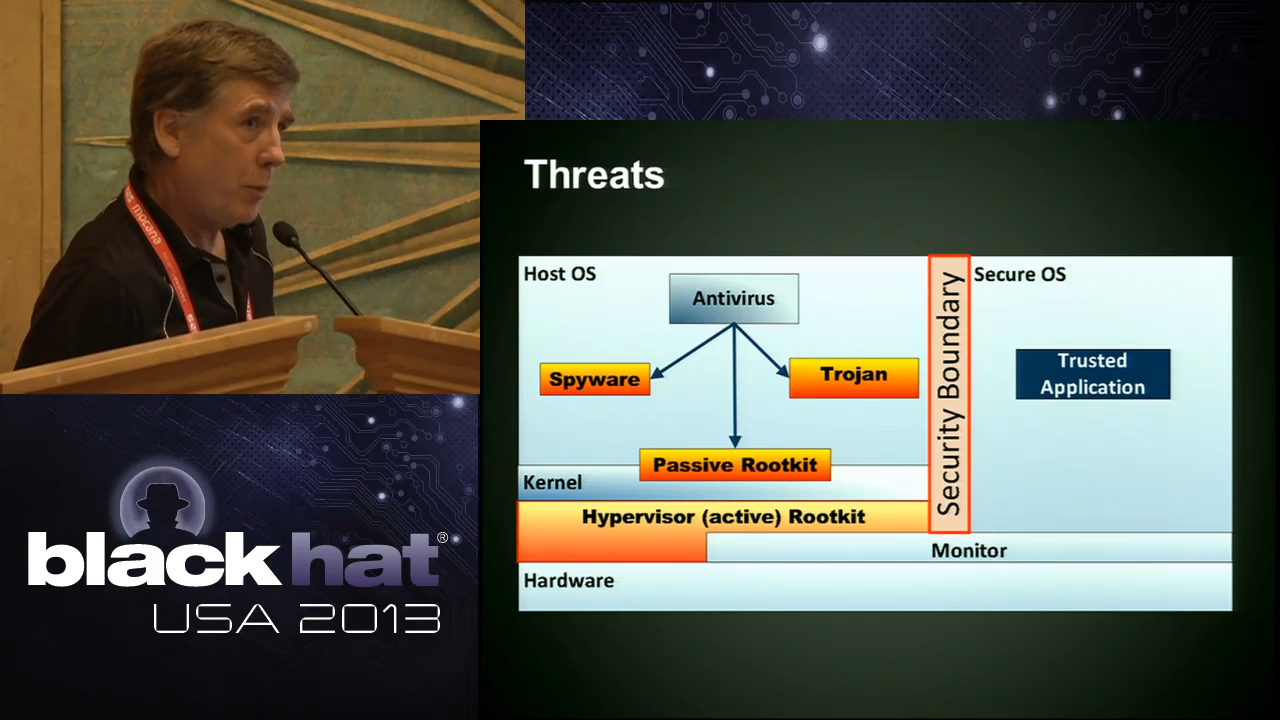 mocana
Threats
Host OS
Antivirus
Spyware
Trojan
Passive Rootkit
Kernel
Hypervisor (active) Rootkit
Security Boundary
Secure OS
Trusted
Application
Monitor
Hardware
black hat®
USA 2013